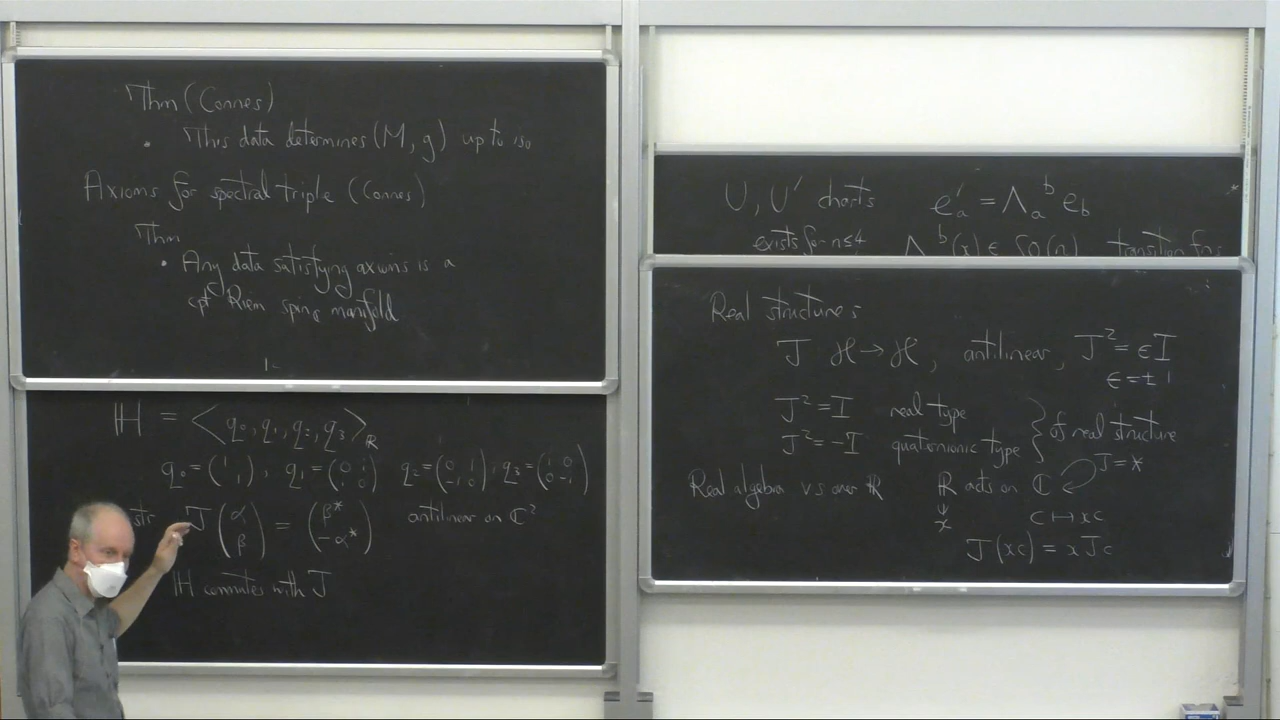 Thm (Connes)
• This data determines (M, g) up to iso
Axioms for spectral triple (Connes)
Thm
• Any data satisfying axioms is a
cpt Riem spin manifold
ℍ = ⟨q₀, q₁, q₂, q₃⟩_ℝ
q₀ = (1 1), q₁ = (0 i; i 0) q₂ = (0 1; -1 0), q₃ = (i 0; 0 -i)
str J(α; β) = (β*; -α*) antilinear on ℂ²
ℍ commutes with J
U, U' charts e'ₐ = Λₐᵇ e_b
exists for n≤4 Λₐᵇ(x) ∈ SO(n) transition fns
Real structures
J ℋ → ℋ, antilinear, J² = εI
ε = ±1
J² = I real type
J² = -I quaternionic type } of real structure
Real algebra vs over ℝ ℝ acts on ℂ J = *
x c ↦ xc
J(xc) = xJc